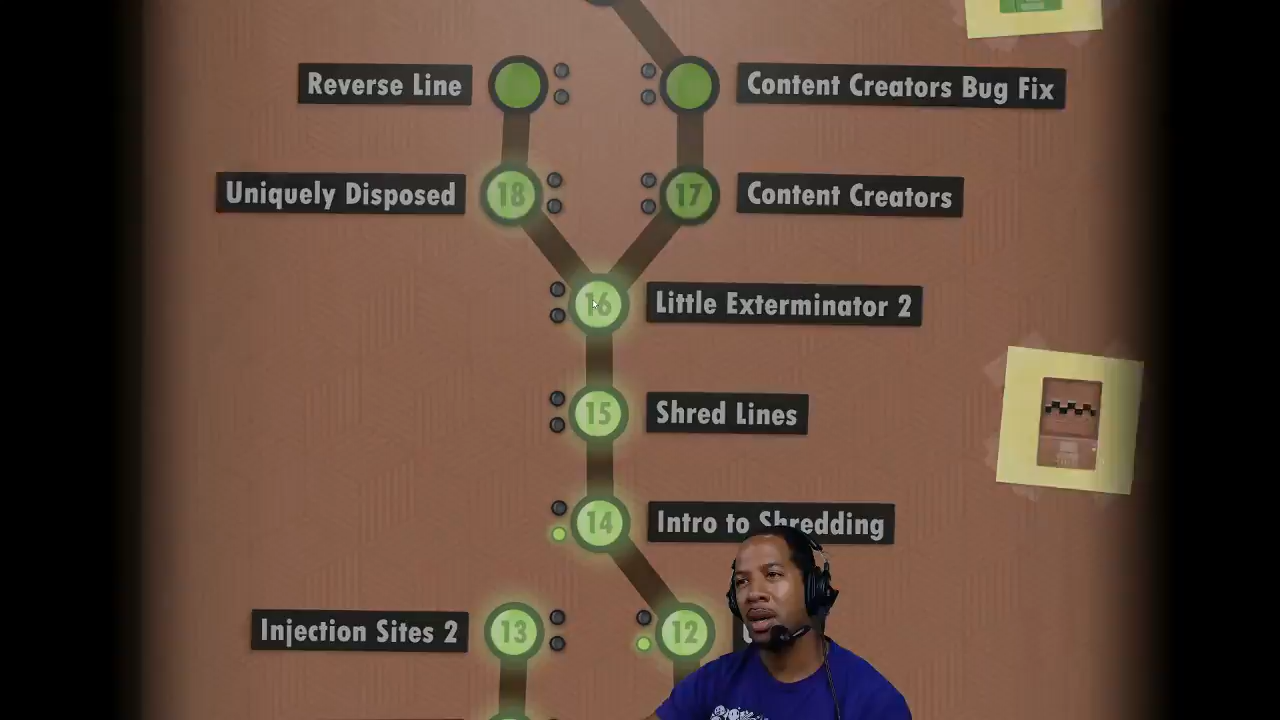 Reverse Line
Content Creators Bug Fix
Uniquely Disposed
18
17
Content Creators
16
Little Exterminator 2
15
Shred Lines
14
Intro to Shredding
Injection Sites 2
13
12